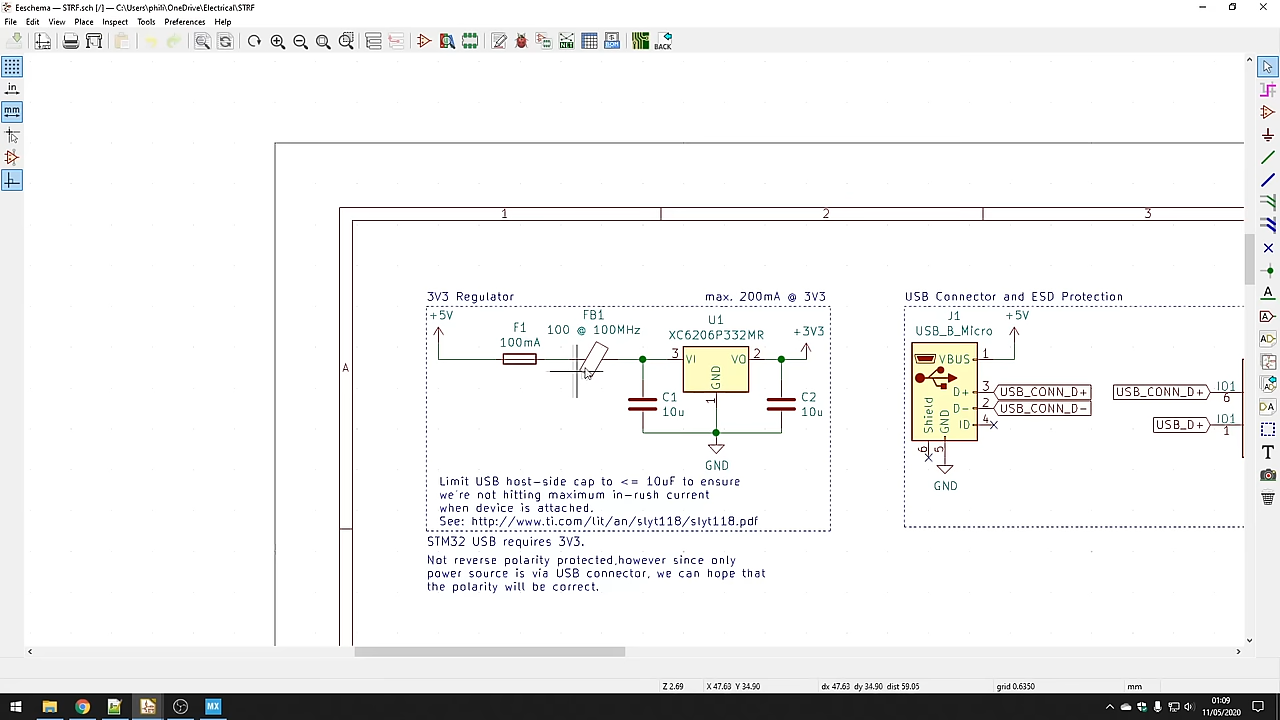 Eeschema — STRF.sch [/] — C:\Users\phili\OneDrive\Electrical\STRF
File Edit View Place Inspect Tools Preferences Help
NET
BOM
BACK
in
mm
1 2 3
A
3V3 Regulator max. 200mA @ 3V3
+5V
F1
100mA
FB1
100 @ 100MHz
U1
XC6206P332MR
+3V3
3 VI VO 2
GND
1
C1
10u
C2
10u
GND
Limit USB host-side cap to <= 10uF to ensure
we're not hitting maximum in-rush current
when device is attached.
See: http://www.ti.com/lit/an/slyt118/slyt118.pdf
STM32 USB requires 3V3.
Not reverse polarity protected,however since only
power source is via USB connector, we can hope that
the polarity will be correct.
USB Connector and ESD Protection
J1
USB_B_Micro
+5V
VBUS 1
D+ 3 USB_CONN_D+
D- 2 USB_CONN_D-
ID 4
Shield
GND
6 5
GND
USB_CONN_D+ IO1
6
USB_D+ IO1
1
A
A
A
DA
T
Z 2.69 X 47.63 Y 34.90 dx 47.63 dy 34.90 dist 59.05 grid 0.6350 mm
MX
01:09
11/05/2020